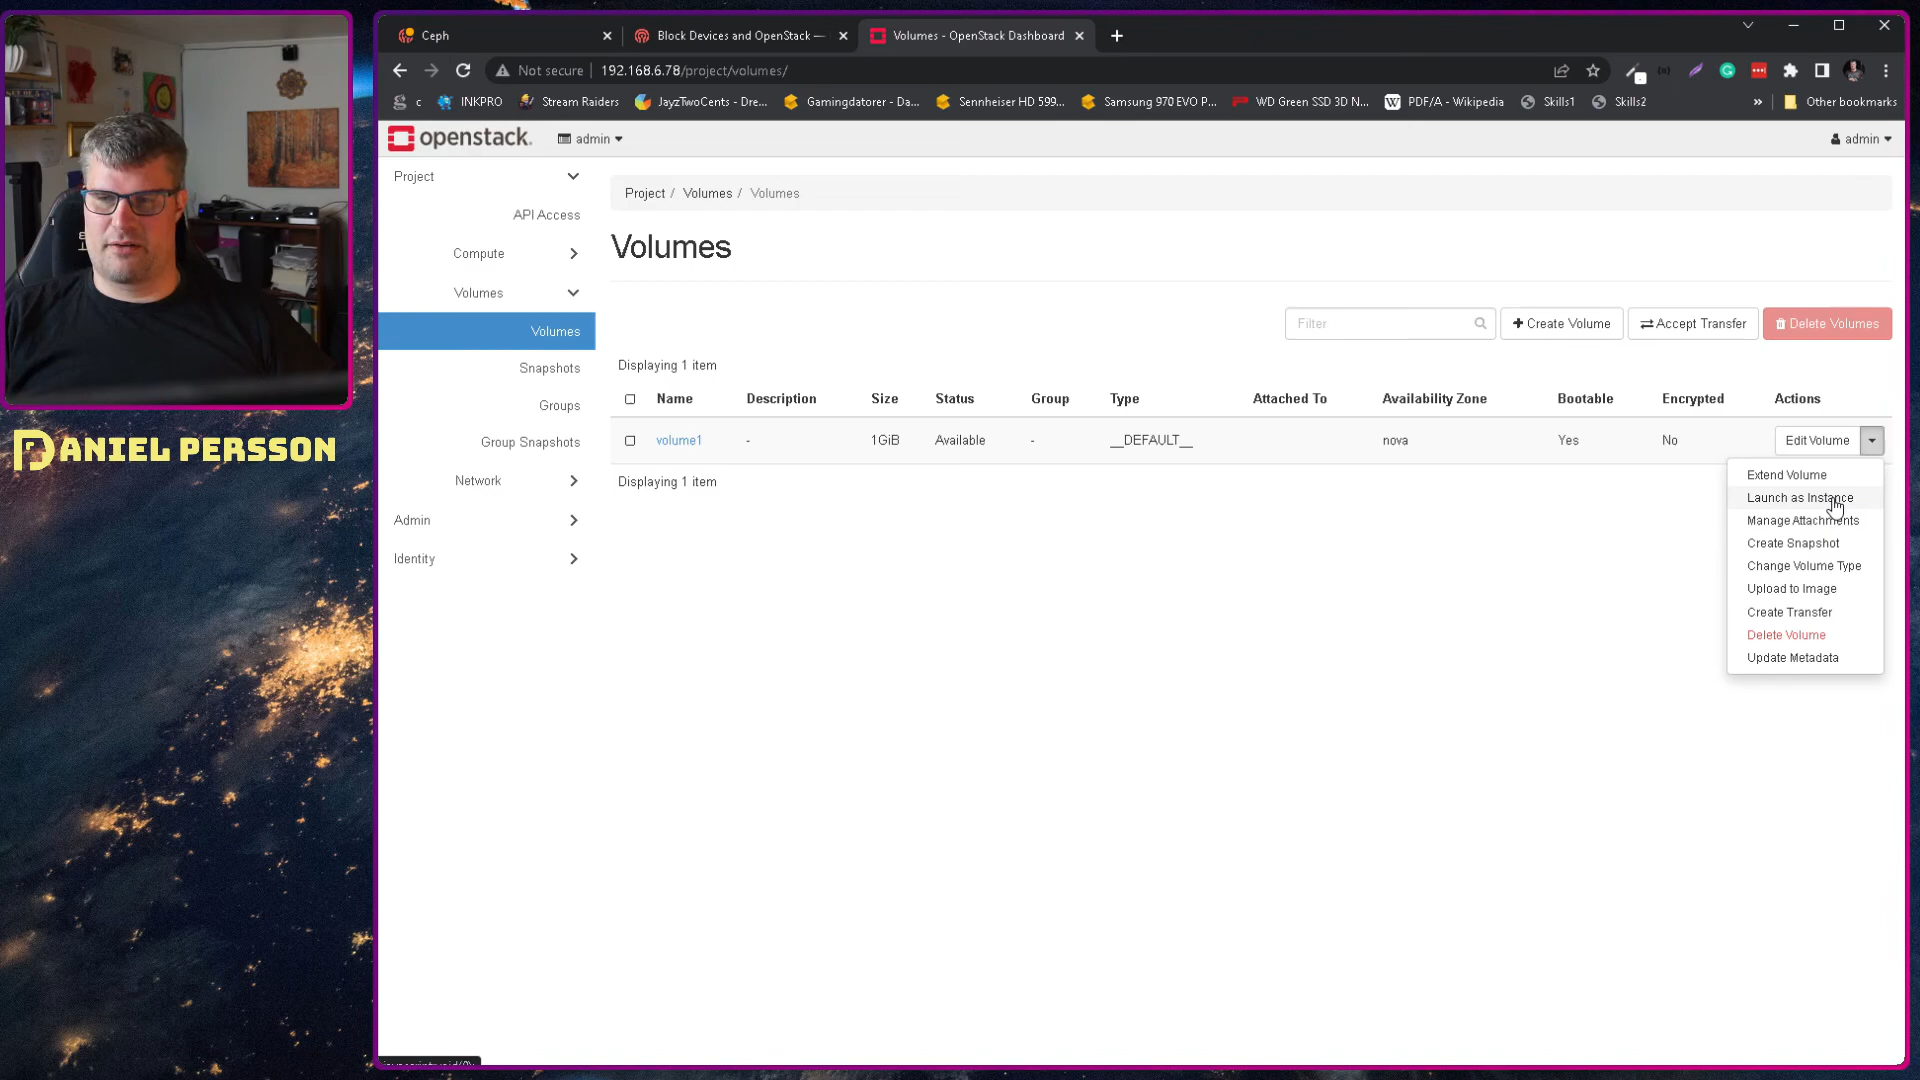 Ceph
Block Devices and OpenStack —
Volumes - OpenStack Dashboard
Not secure
192.168.6.78/project/volumes/
c
INKPRO
Stream Raiders
JayzTwoCents - Dre...
Gamingdatorer - Da...
Sennheiser HD 599...
Samsung 970 EVO P...
WD Green SSD 3D N...
PDF/A - Wikipedia
Skills1
Skills2
»
Other bookmarks
openstack.
admin
admin
Project
API Access
Compute
Volumes
Volumes
Snapshots
Groups
Group Snapshots
Network
Admin
Identity
Project / Volumes / Volumes
Volumes
Filter
Create Volume
Accept Transfer
Delete Volumes
Displaying 1 item
Name Description Size Status Group Type Attached To Availability Zone Bootable Encrypted Actions
volume1 - 1GiB Available - __DEFAULT__ nova Yes No Edit Volume
Displaying 1 item
Extend Volume
Launch as Instance
Manage Attachments
Create Snapshot
Change Volume Type
Upload to Image
Create Transfer
Delete Volume
Update Metadata
DANIEL PERSSON